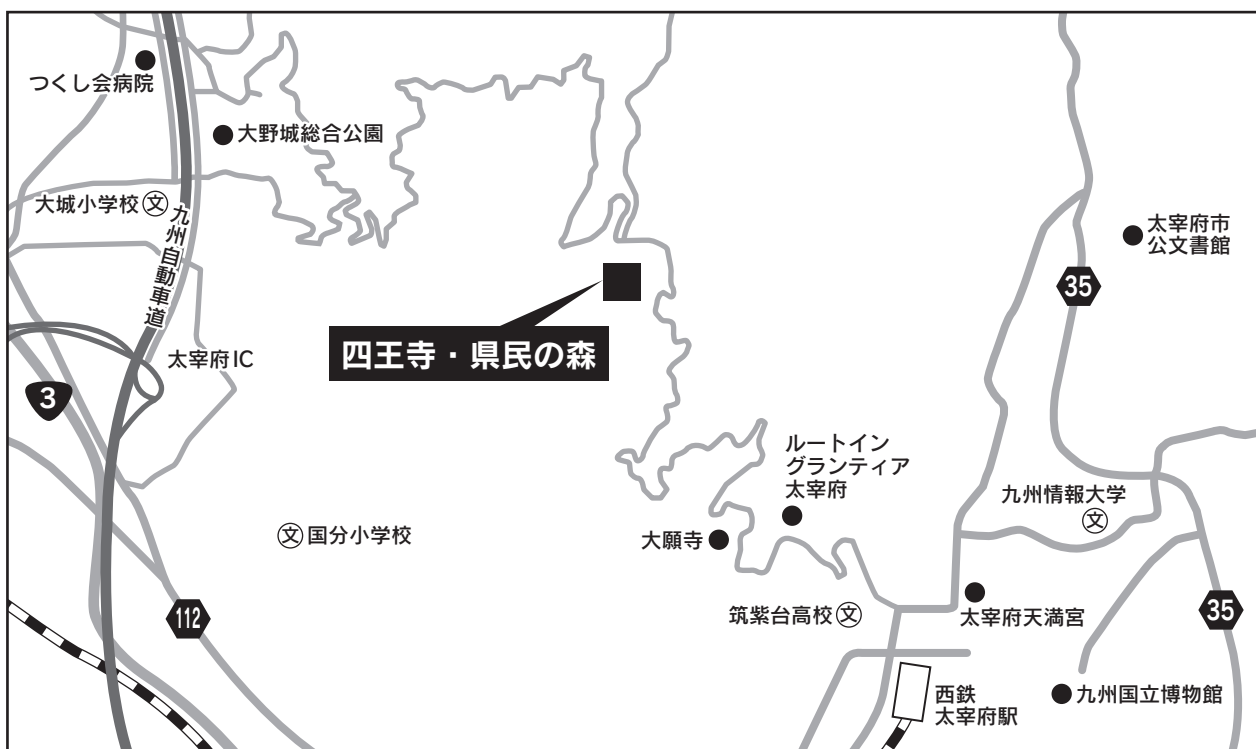 つくし会病院
大野城総合公園
大城小学校 文
九州自動車道
太宰府市
公文書館
35
太宰府IC
四王寺・県民の森
3
ルートイン
グランティア
太宰府
九州情報大学
文
文 国分小学校
大願寺
112
筑紫台高校 文
太宰府天満宮
35
西鉄
太宰府駅
九州国立博物館